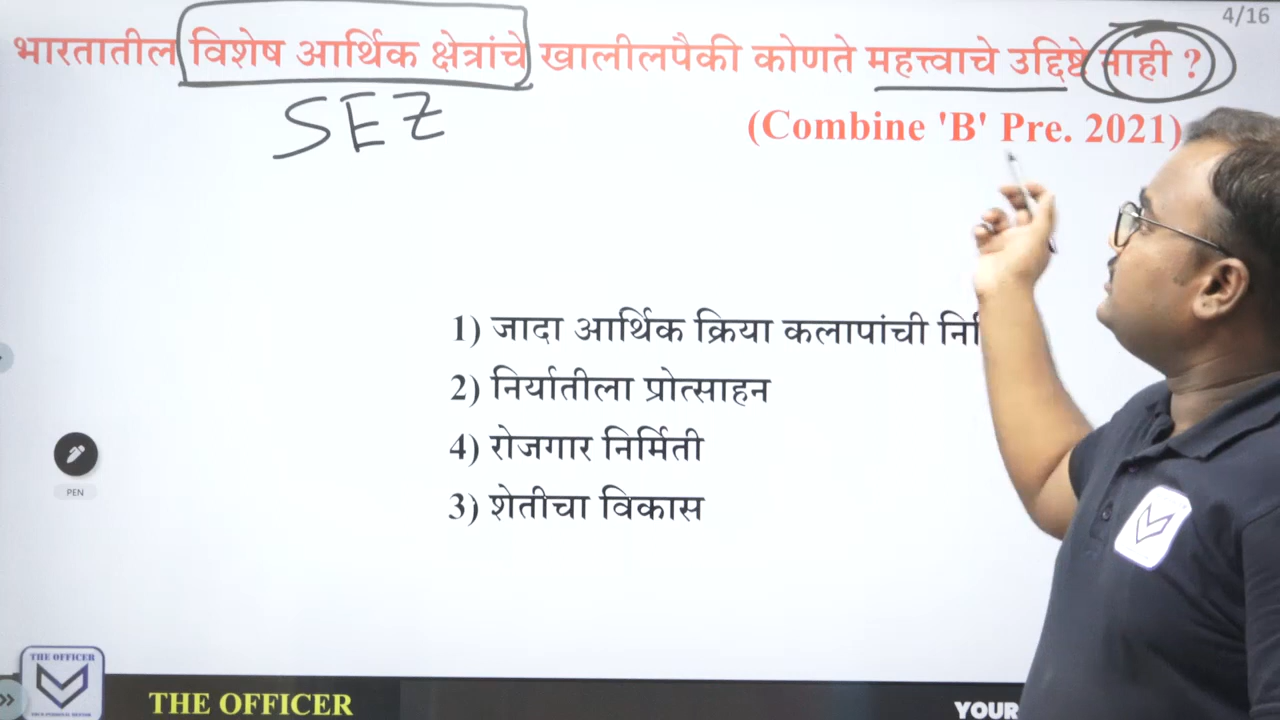 4/16
भारतातील विशेष आर्थिक क्षेत्रांचे खालीलपैकी कोणते महत्त्वाचे उद्दिष्टे नाही ?
SEZ
(Combine 'B' Pre. 2021)
1) जादा आर्थिक क्रिया कलापांची
2) निर्यातीला प्रोत्साहन
4) रोजगार निर्मिती
3) शेतीचा विकास
PEN
THE OFFICER
THE OFFICER
YOUR